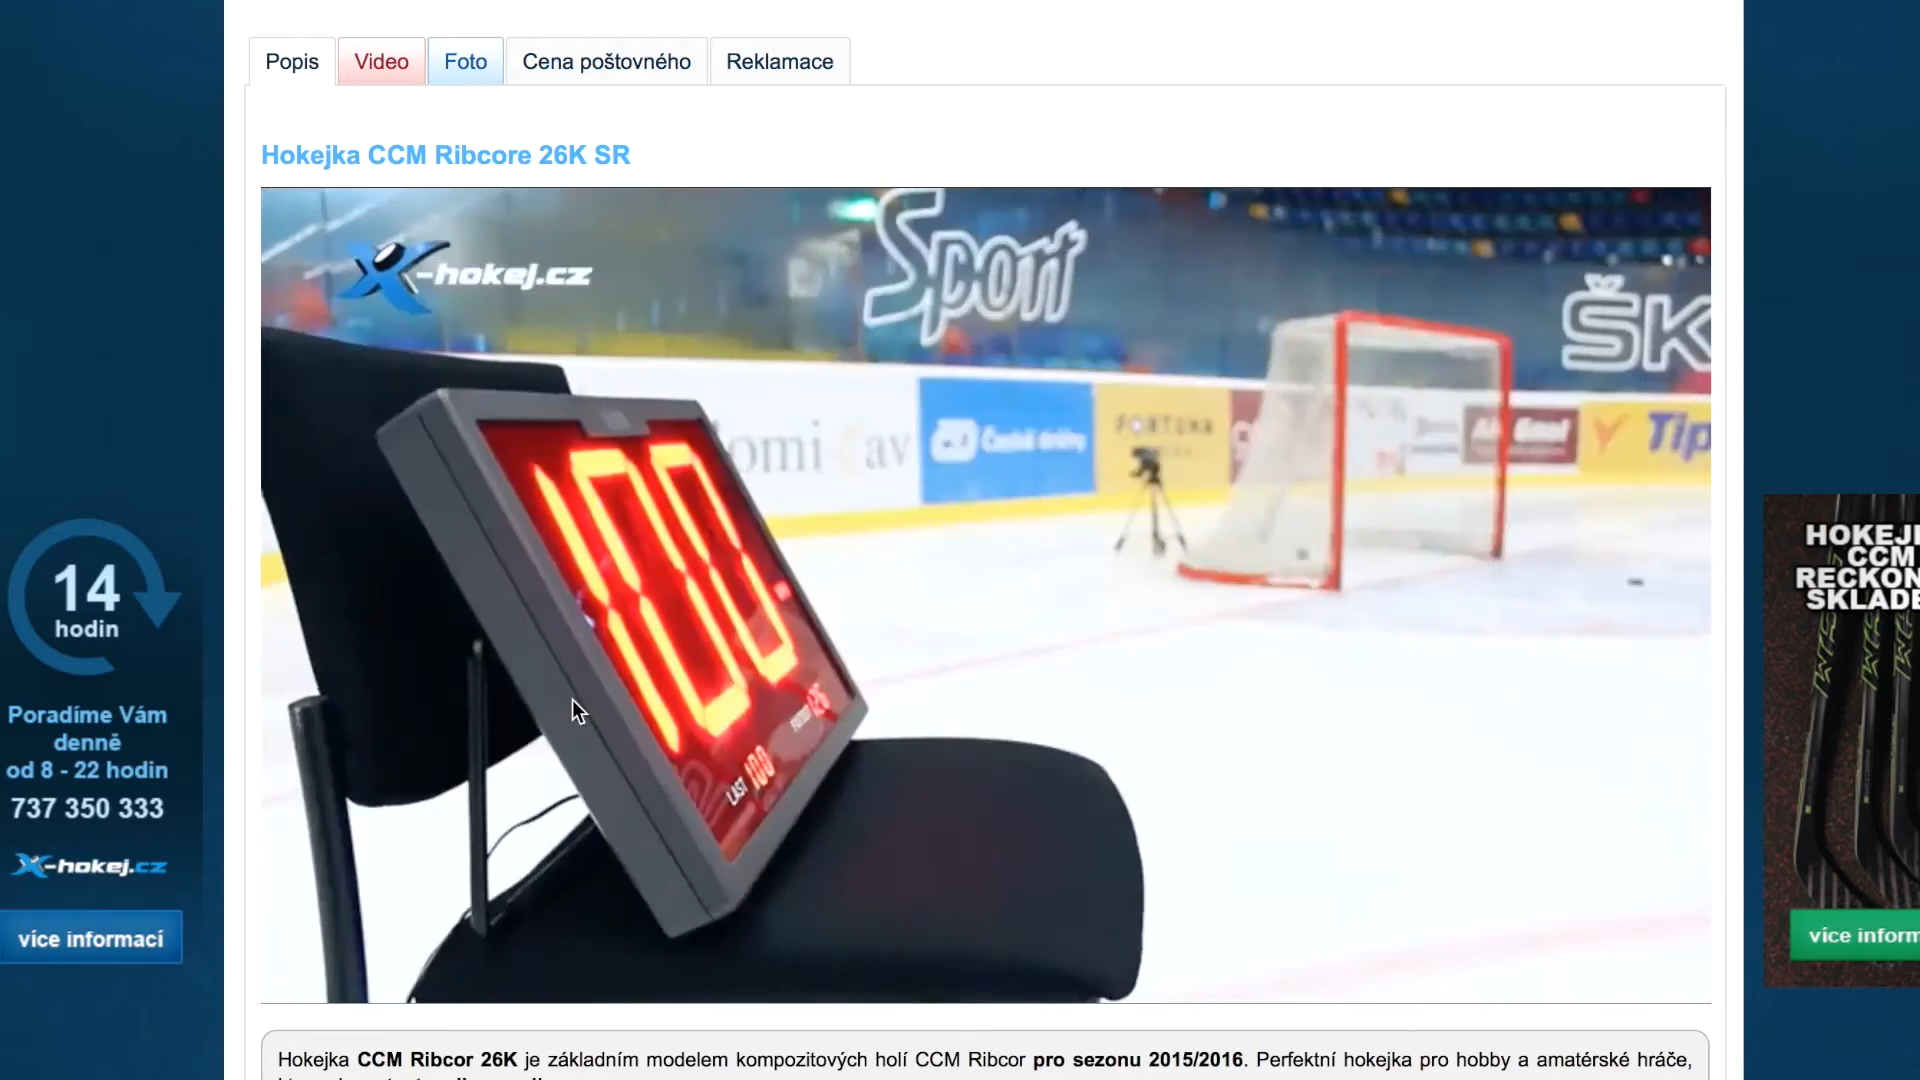 Popis
Video
Foto
Cena poštovného
Reklamace
Hokejka CCM Ribcore 26K SR
X-hokej.cz
Sport
ŠK
České dráhy
FORTUNA
Tip
100
LAST 100
14
hodin
Poradíme Vám
denně
od 8 - 22 hodin
737 350 333
X-hokej.cz
více informací
CCM
více inform
Hokejka CCM Ribcor 26K je základním modelem kompozitových holí CCM Ribcor pro sezonu 2015/2016. Perfektní hokejka pro hobby a amatérské hráče,